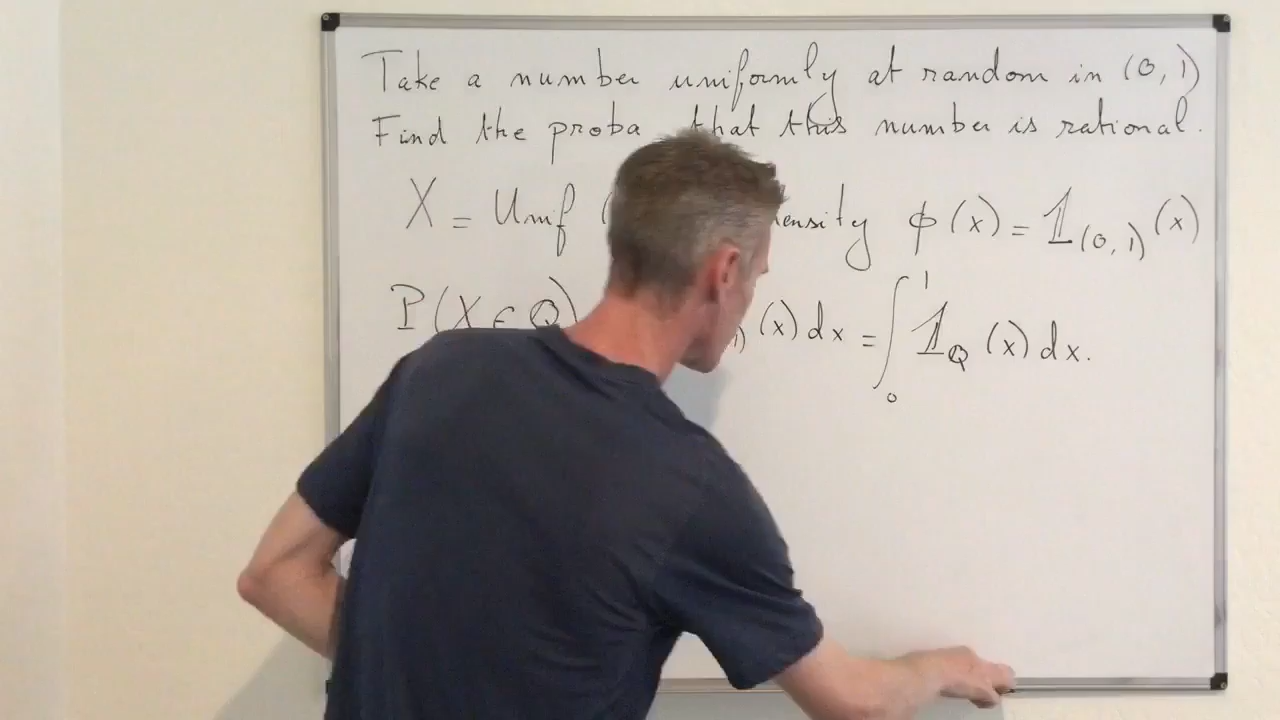 Take a number uniformly at random in (0, 1)
Find the proba that this number is rational.
X = Unif ( ensity ϕ(x) = 𝟙(0,1)(x)
P(X ∈ Q) (x) dx = ∫₀¹ 𝟙Q (x) dx.